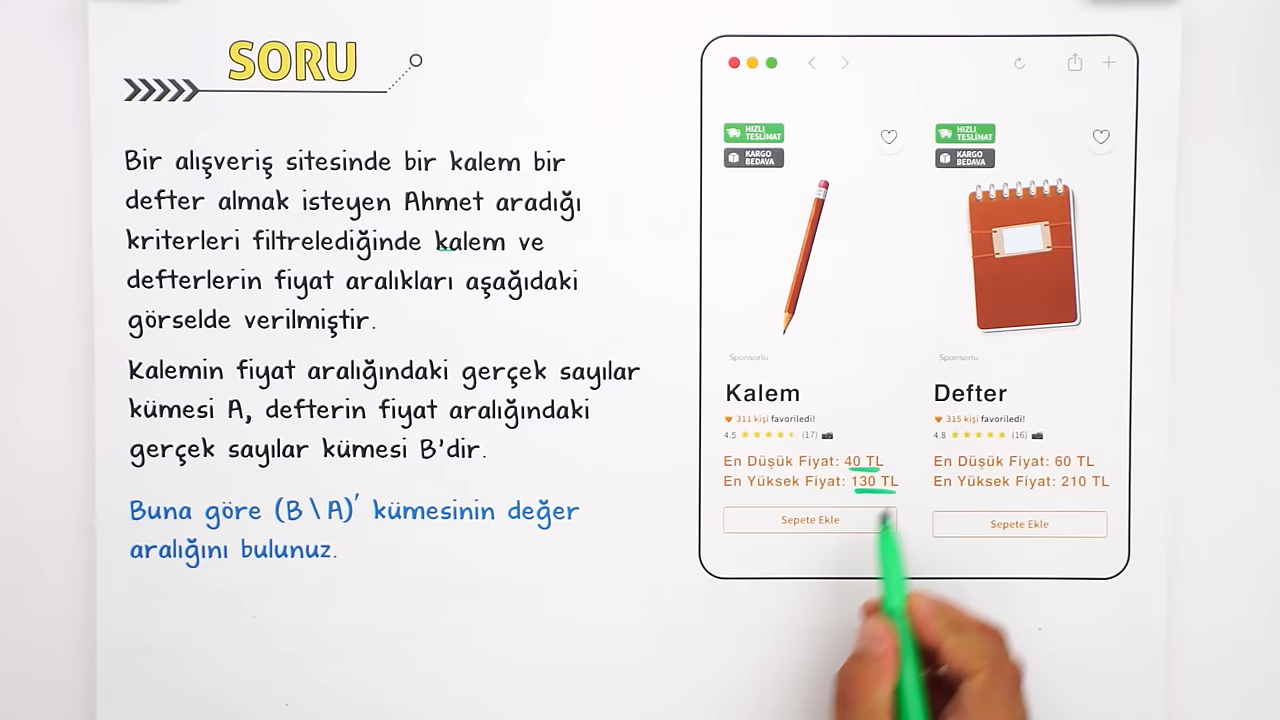 SORU
Bir alışveriş sitesinde bir kalem bir
defter almak isteyen Ahmet aradığı
kriterleri filtrelediğinde kalem ve
defterlerin fiyat aralıkları aşağıdaki
görselde verilmiştir.
Kalemin fiyat aralığındaki gerçek sayılar
kümesi A, defterin fiyat aralığındaki
gerçek sayılar kümesi B'dir.
Buna göre (B \ A)' kümesinin değer
aralığını bulunuz.
HIZLI
TESLİMAT
KARGO
BEDAVA
Sponsorlu
Kalem
311 kişi favoriledi!
4.5 (17)
En Düşük Fiyat: 40 TL
En Yüksek Fiyat: 130 TL
Sepete Ekle
HIZLI
TESLİMAT
KARGO
BEDAVA
Sponsorlu
Defter
315 kişi favoriledi!
4.8 (16)
En Düşük Fiyat: 60 TL
En Yüksek Fiyat: 210 TL
Sepete Ekle